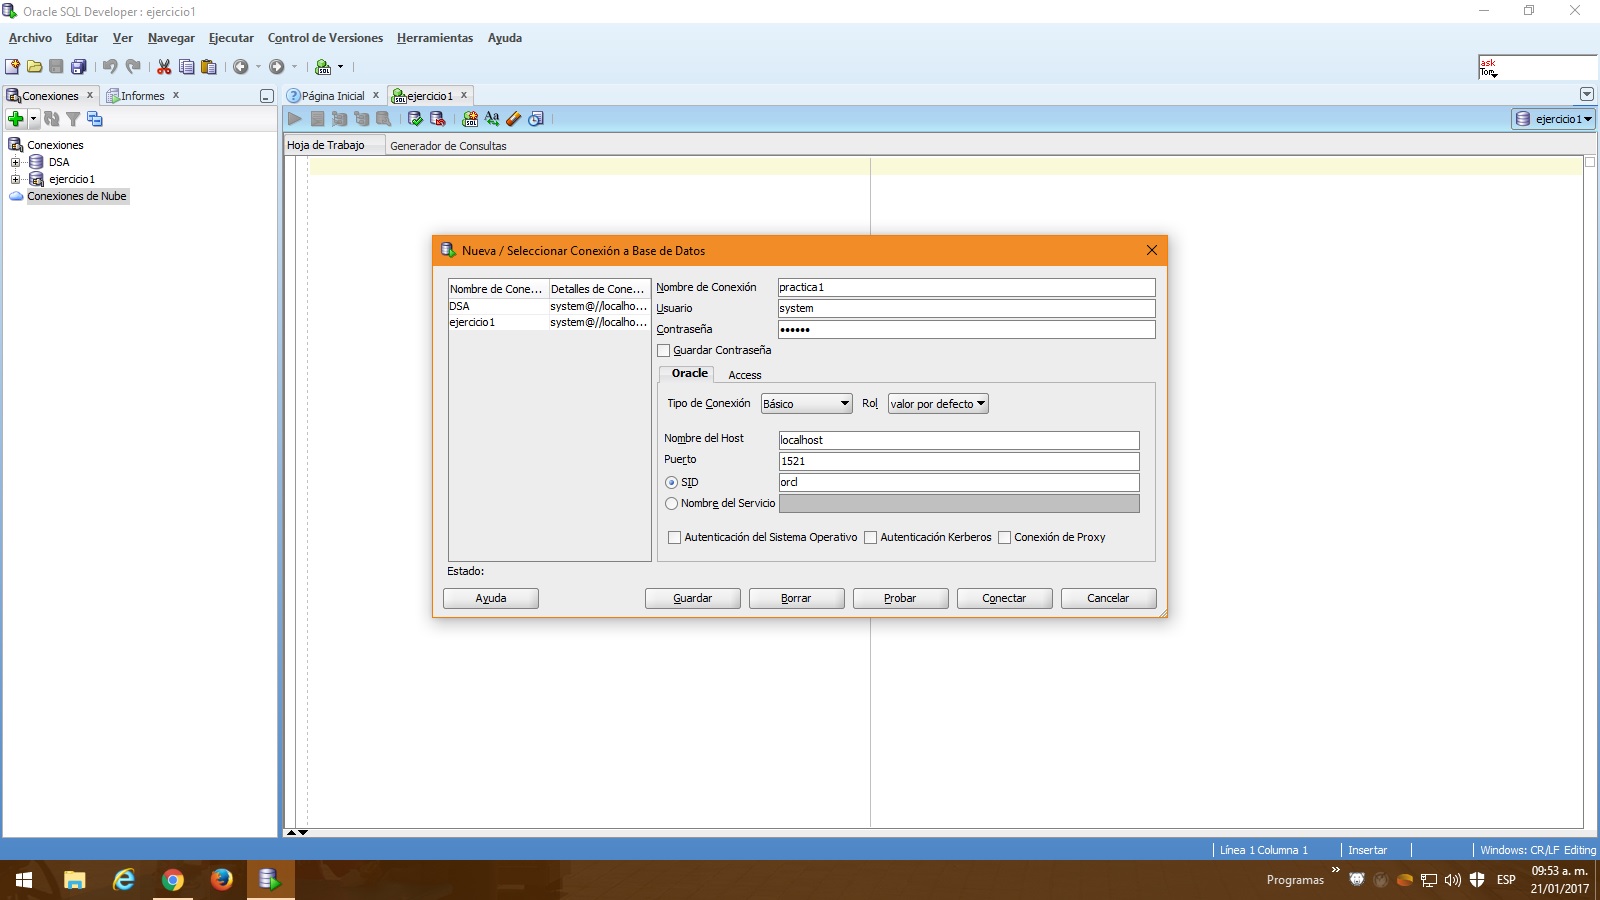 Oracle SQL Developer : ejercicio1
Archivo Editar Ver Navegar Ejecutar Control de Versiones Herramientas Ayuda
ask
Tom
Conexiones x Informes x
Página Inicial x ejercicio1 x
ejercicio1
Hoja de Trabajo Generador de Consultas
Conexiones
DSA
ejercicio1
Conexiones de Nube
Nueva / Seleccionar Conexión a Base de Datos
Nombre de Cone... Detalles de Cone...
DSA system@//localho...
ejercicio1 system@//localho...
Nombre de Conexión practica1
Usuario system
Contraseña ••••••
Guardar Contraseña
Oracle Access
Tipo de Conexión Básico Rol valor por defecto
Nombre del Host localhost
Puerto 1521
SID orcl
Nombre del Servicio
Autenticación del Sistema Operativo Autenticación Kerberos Conexión de Proxy
Estado:
Ayuda Guardar Borrar Probar Conectar Cancelar
Línea 1 Columna 1 Insertar Windows: CR/LF Editing
Programas » ESP 09:53 a. m.
21/01/2017